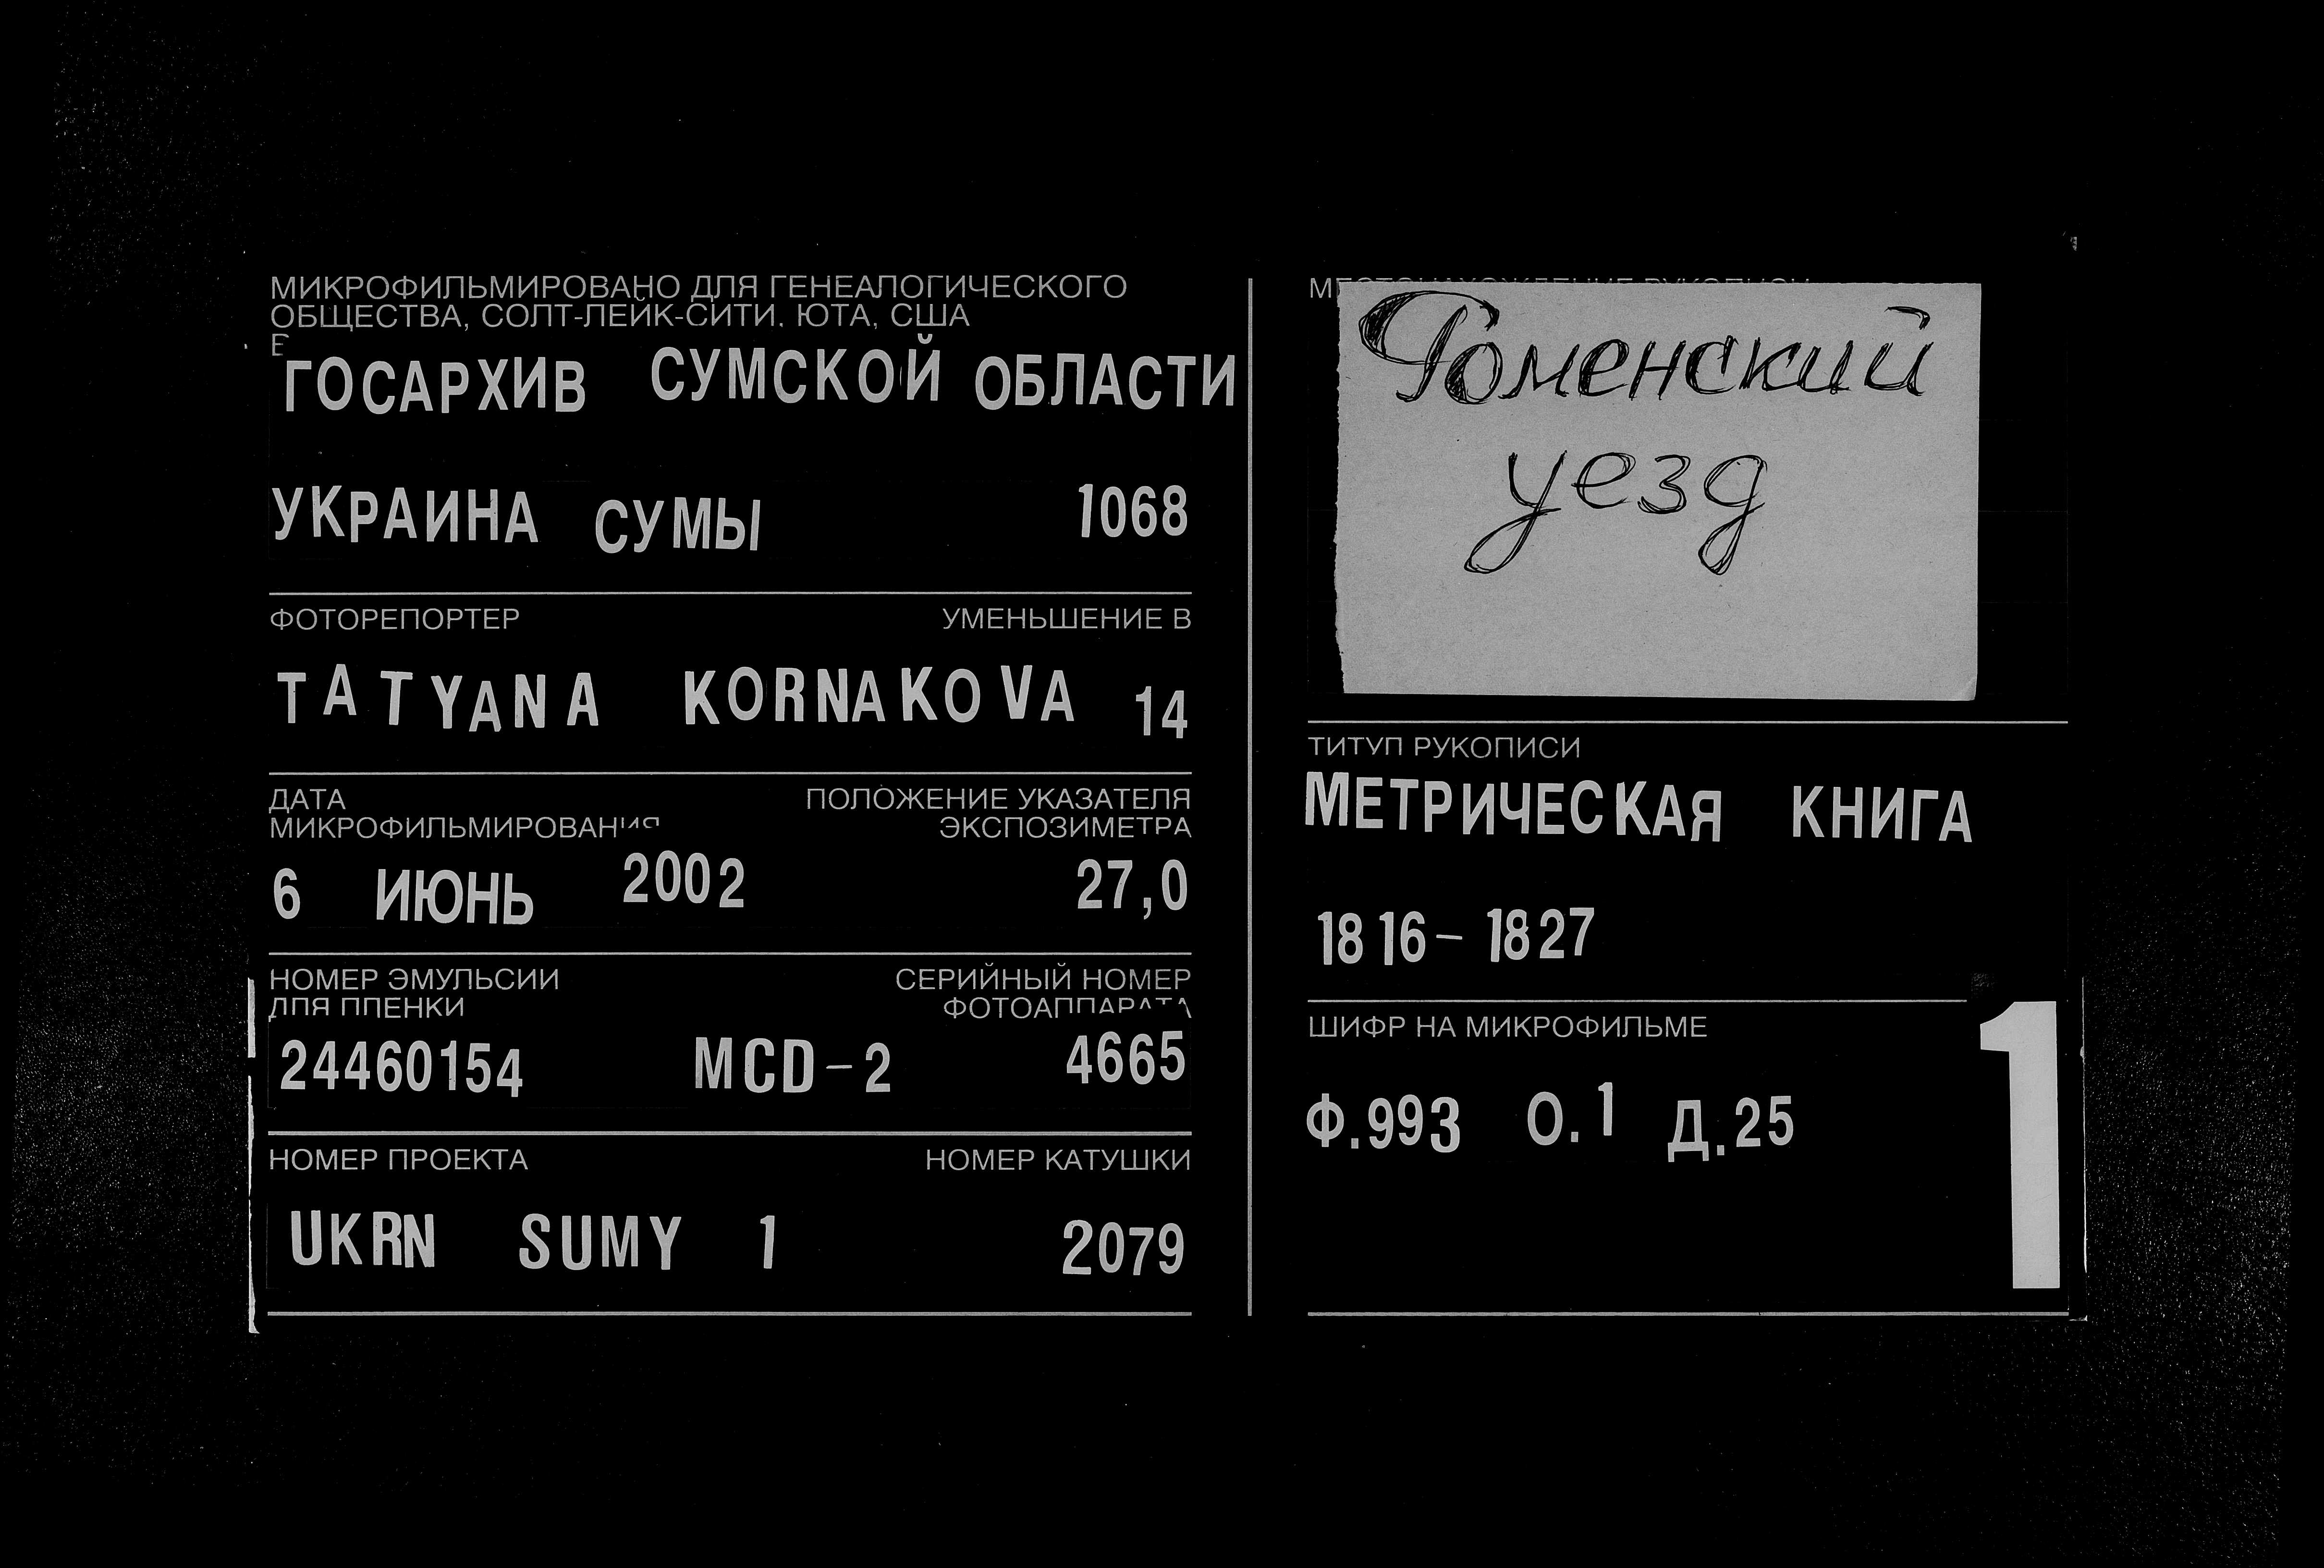 МИКРОФИЛЬМИРОВАНО ДЛЯ ГЕНЕАЛОГИЧЕСКОГО
ОБЩЕСТВА, СОЛТ-ЛЕЙК-СИТИ, ЮТА, США
ГОСАРХИВ СУМСКОЙ ОБЛАСТИ
УКРАИНА СУМЫ 1068
ФОТОРЕПОРТЕР УМЕНЬШЕНИЕ В
TATYANA KORNAKOVA 14
ДАТА ПОЛОЖЕНИЕ УКАЗАТЕЛЯ
МИКРОФИЛЬМИРОВАНИЯ ЭКСПОЗИМЕТРА
6 ИЮНЬ 2002 27,0
НОМЕР ЭМУЛЬСИИ СЕРИЙНЫЙ НОМЕР
ДЛЯ ПЛЕНКИ ФОТОАППАРАТА
24460154 MCD-2 4665
НОМЕР ПРОЕКТА НОМЕР КАТУШКИ
UKRN SUMY 1 2079
Роменский
уезд
ТИТУЛ РУКОПИСИ
МЕТРИЧЕСКАЯ КНИГА
1816-1827
ШИФР НА МИКРОФИЛЬМЕ
Ф.993 О.1 Д.25
1